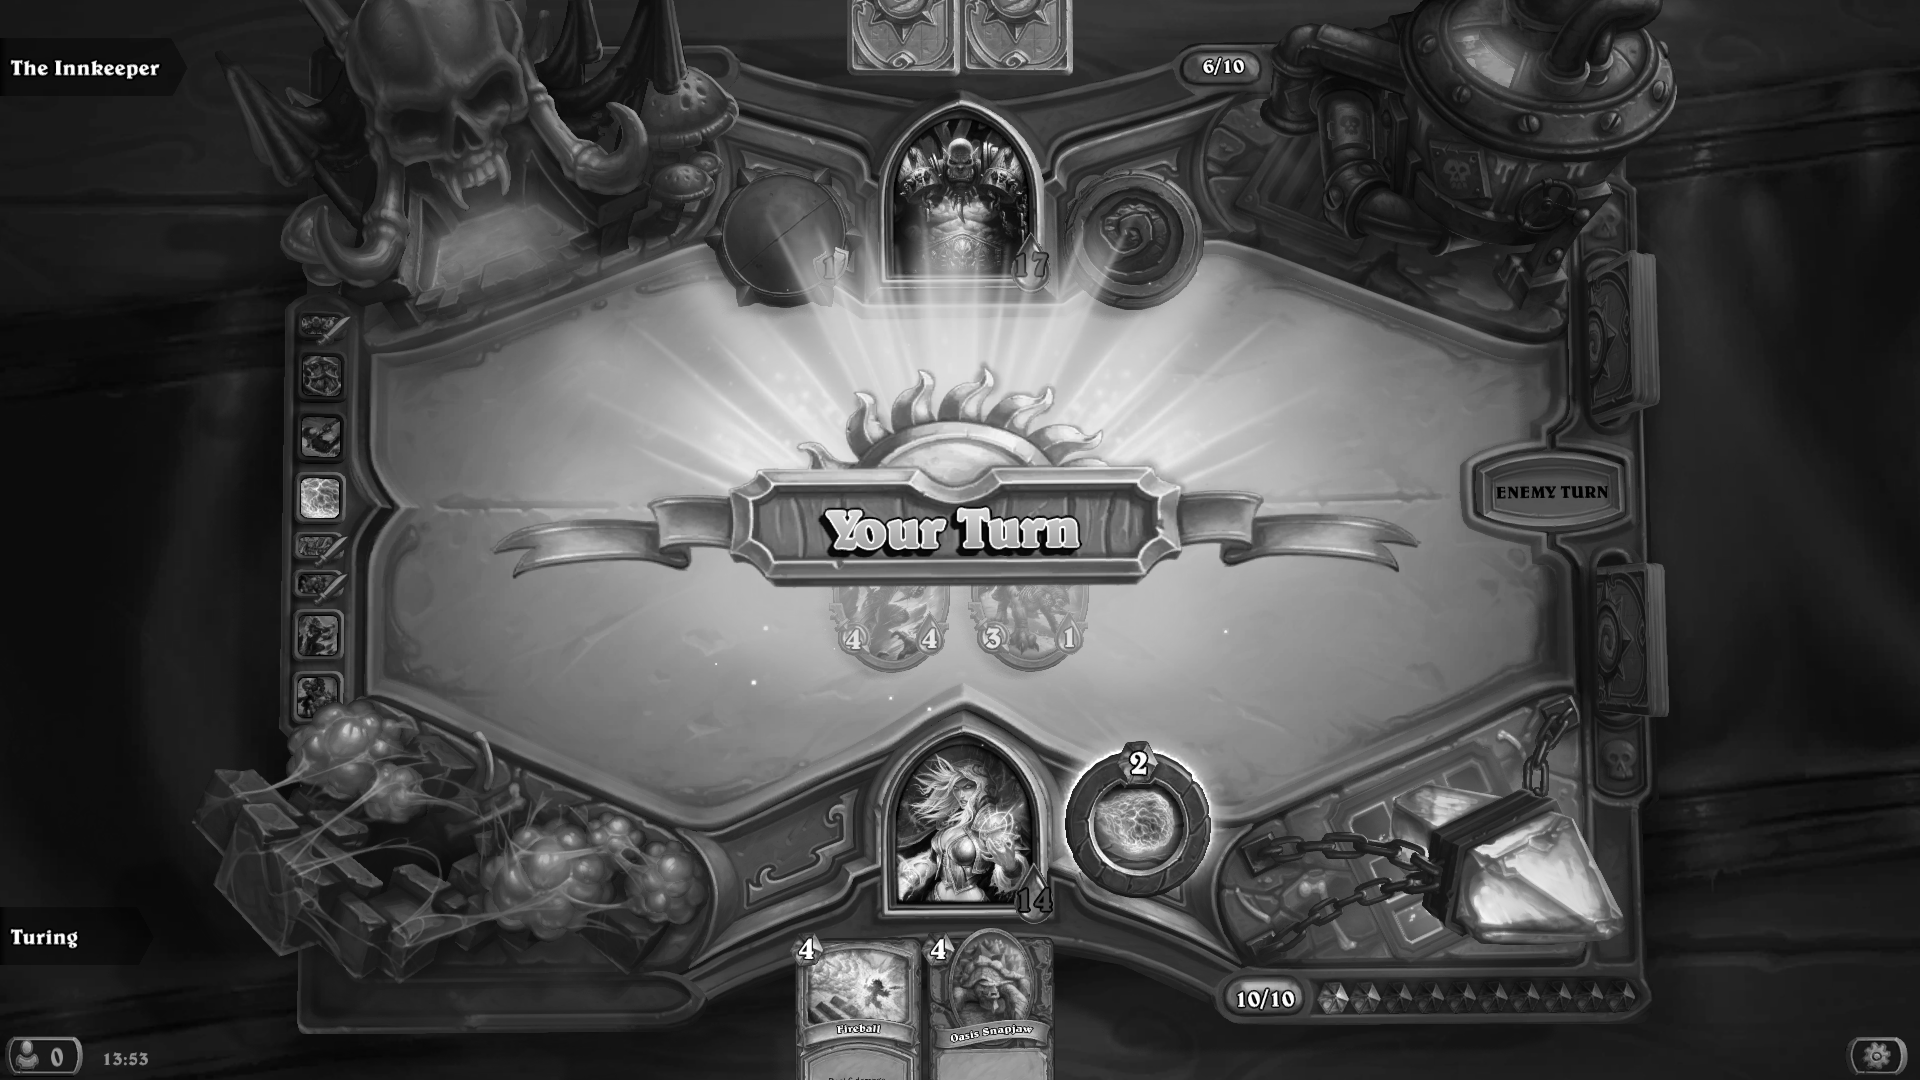 The Innkeeper
6/10
1
17
ENEMY TURN
Your Turn
4
4
3
1
2
14
Turing
4
4
Fireball
Oasis Snapjaw
10/10
0
13:53